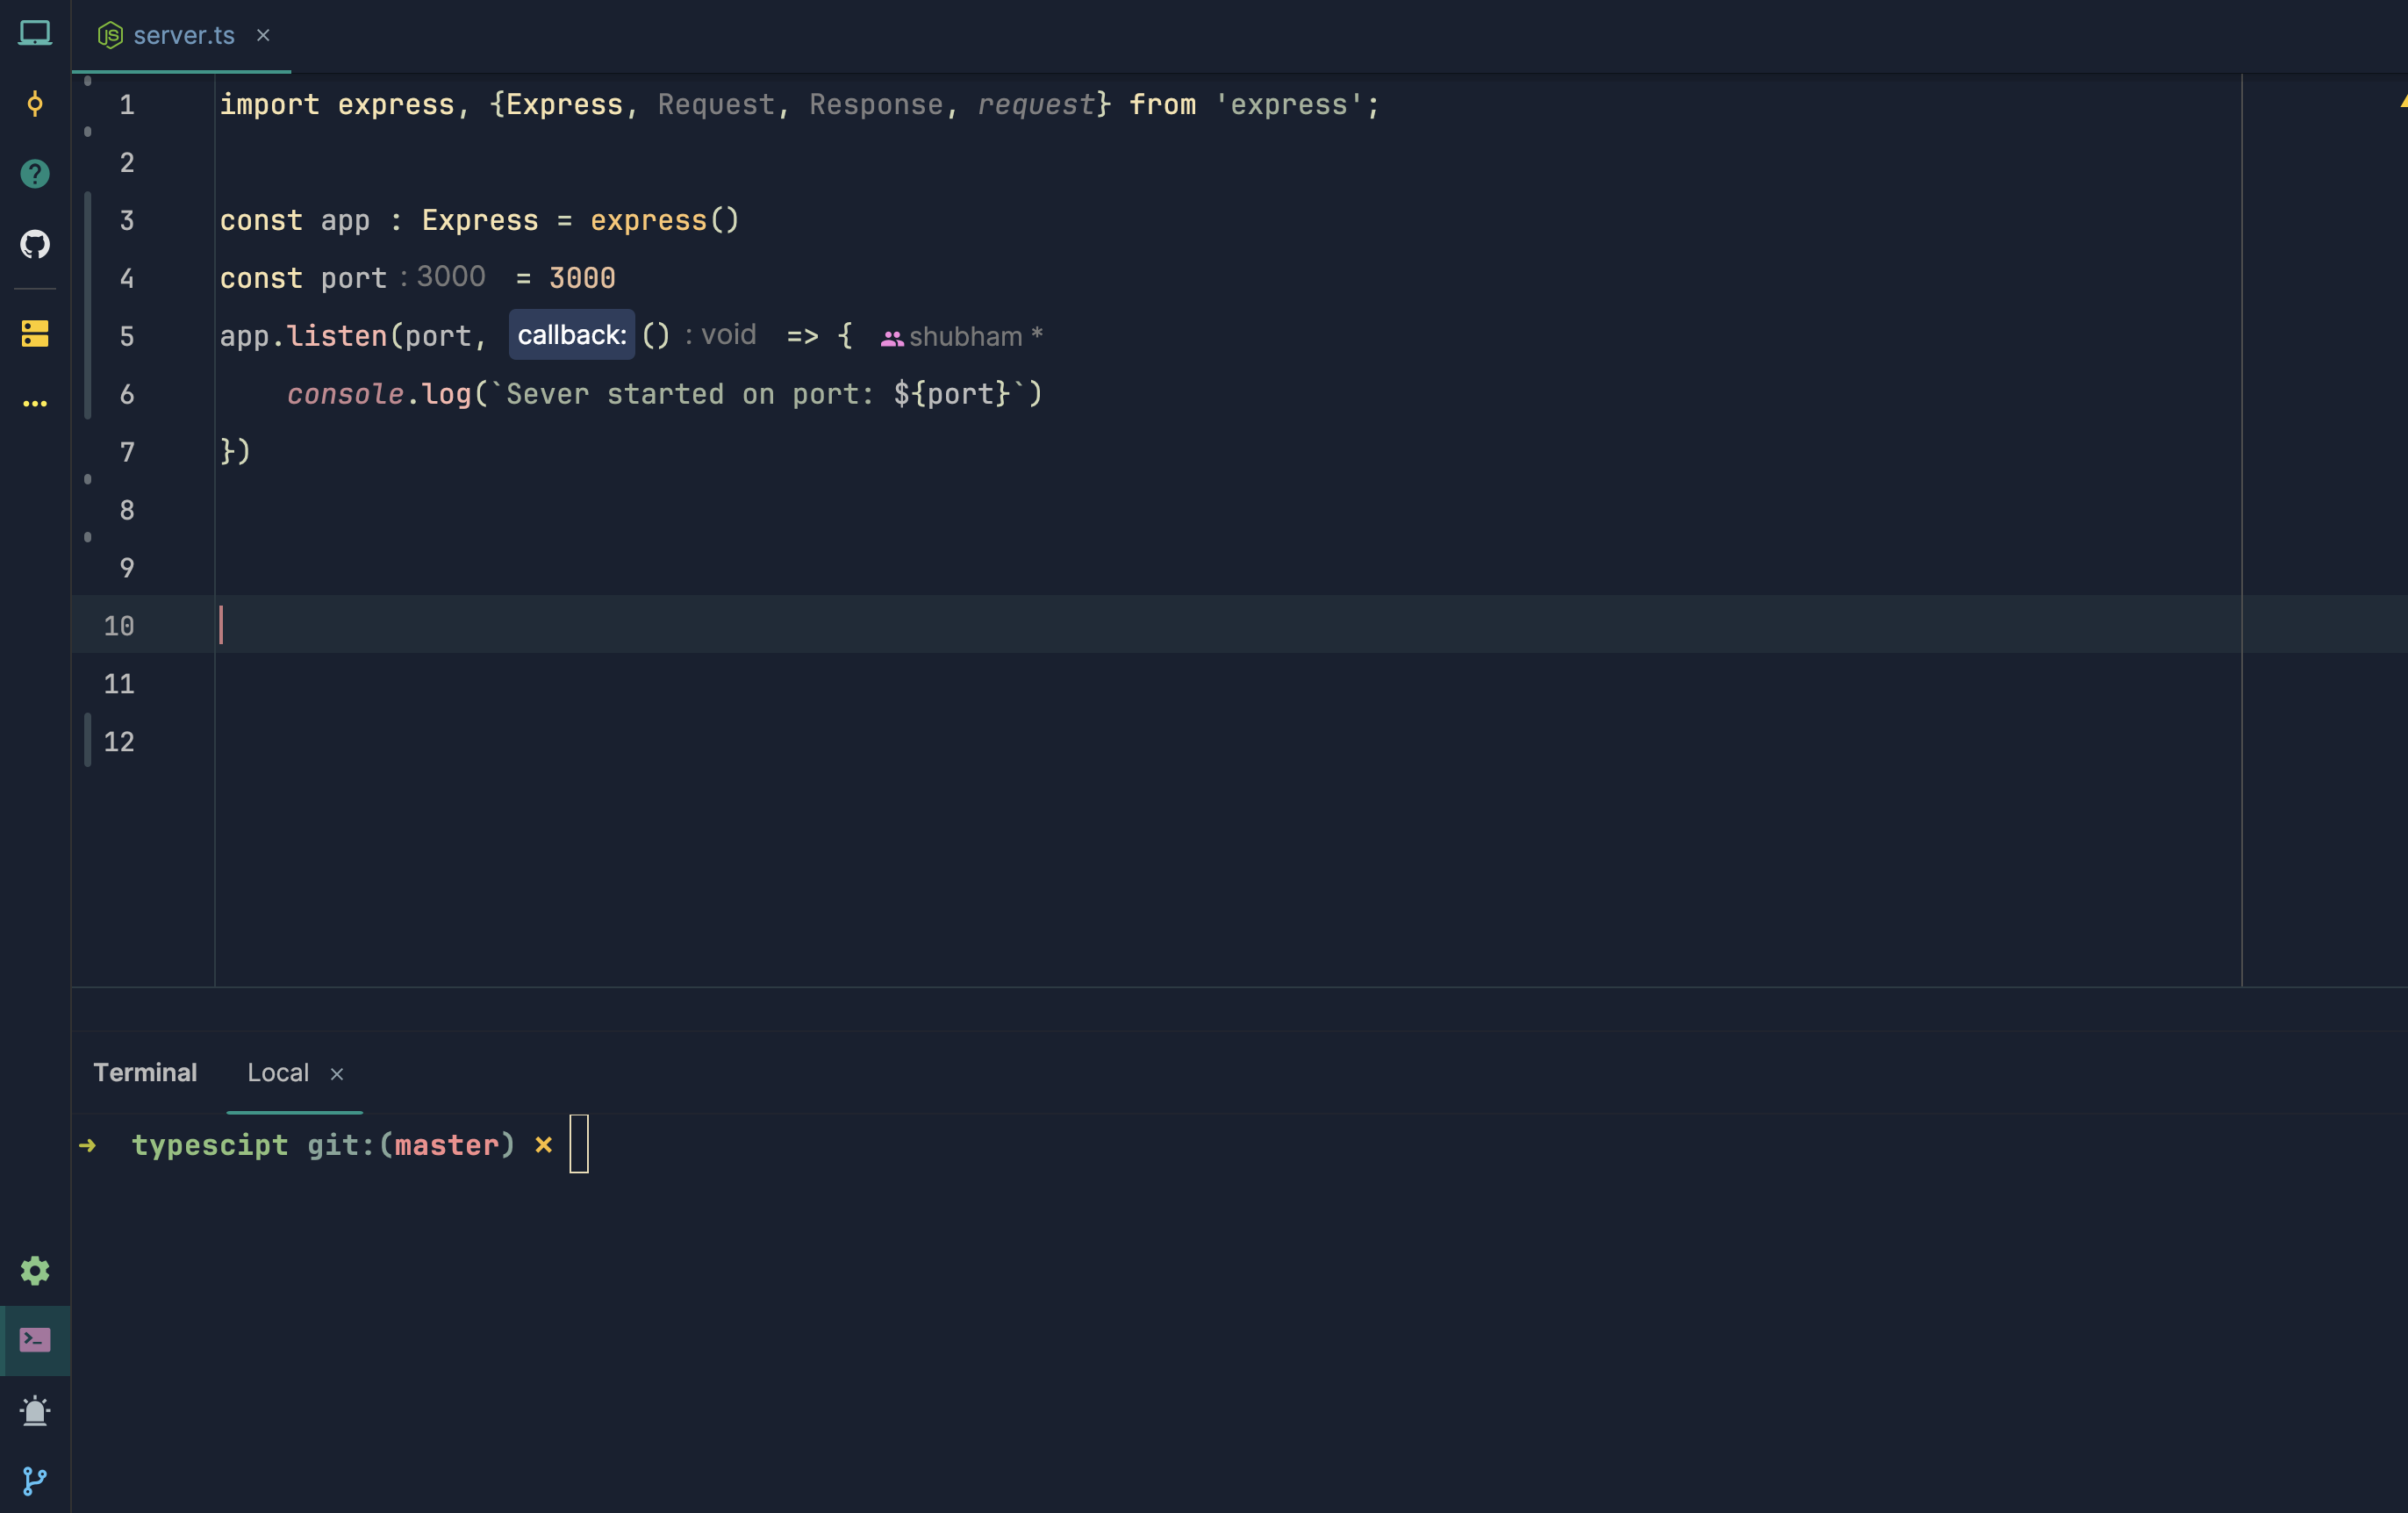 server.ts ×
1 import express, {Express, Request, Response, request} from 'express';
2
3 const app : Express = express()
4 const port : 3000 = 3000
5 app.listen(port, callback: () : void => { shubham *
6 console.log(`Sever started on port: ${port}`)
7 })
8
9
10
11
12
Terminal Local ×
➜ typescipt git:(master) ✗